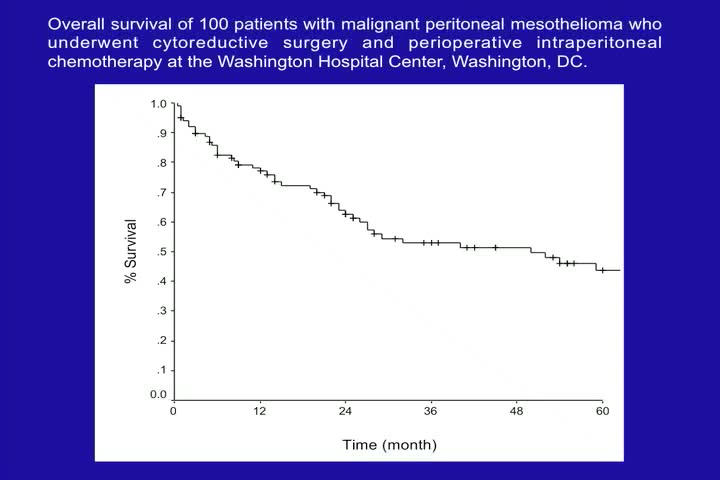 Overall survival of 100 patients with malignant peritoneal mesothelioma who
underwent cytoreductive surgery and perioperative intraperitoneal
chemotherapy at the Washington Hospital Center, Washington, DC.
1.0
.9
.8
.7
.6
.5
.4
.3
.2
.1
0.0
% Survival
0 12 24 36 48 60
Time (month)